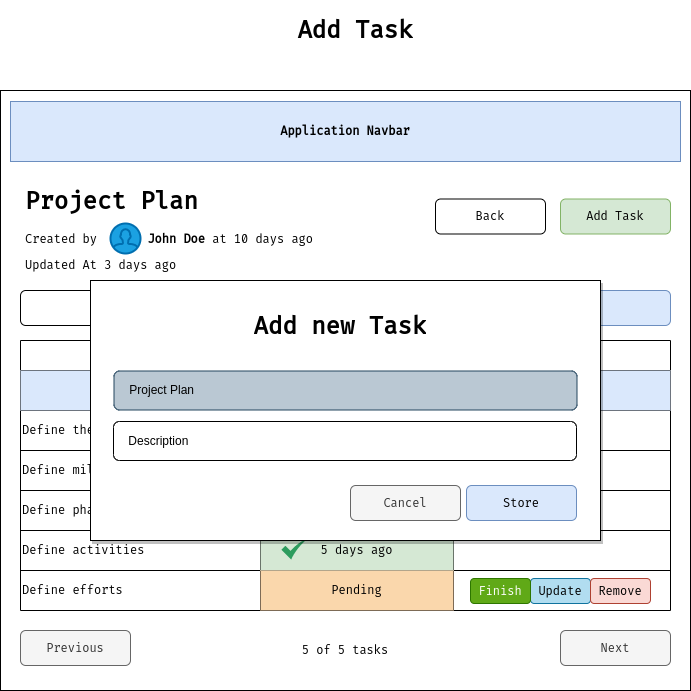 Add Task
Application Navbar
Project Plan
Back
Add Task
Created by John Doe at 10 days ago
Updated At 3 days ago
Add new Task
Project Plan
Description
Cancel
Store
Define the
Define mil
Define pha
Define activities
5 days ago
Define efforts
Pending
Finish
Update
Remove
Previous
5 of 5 tasks
Next